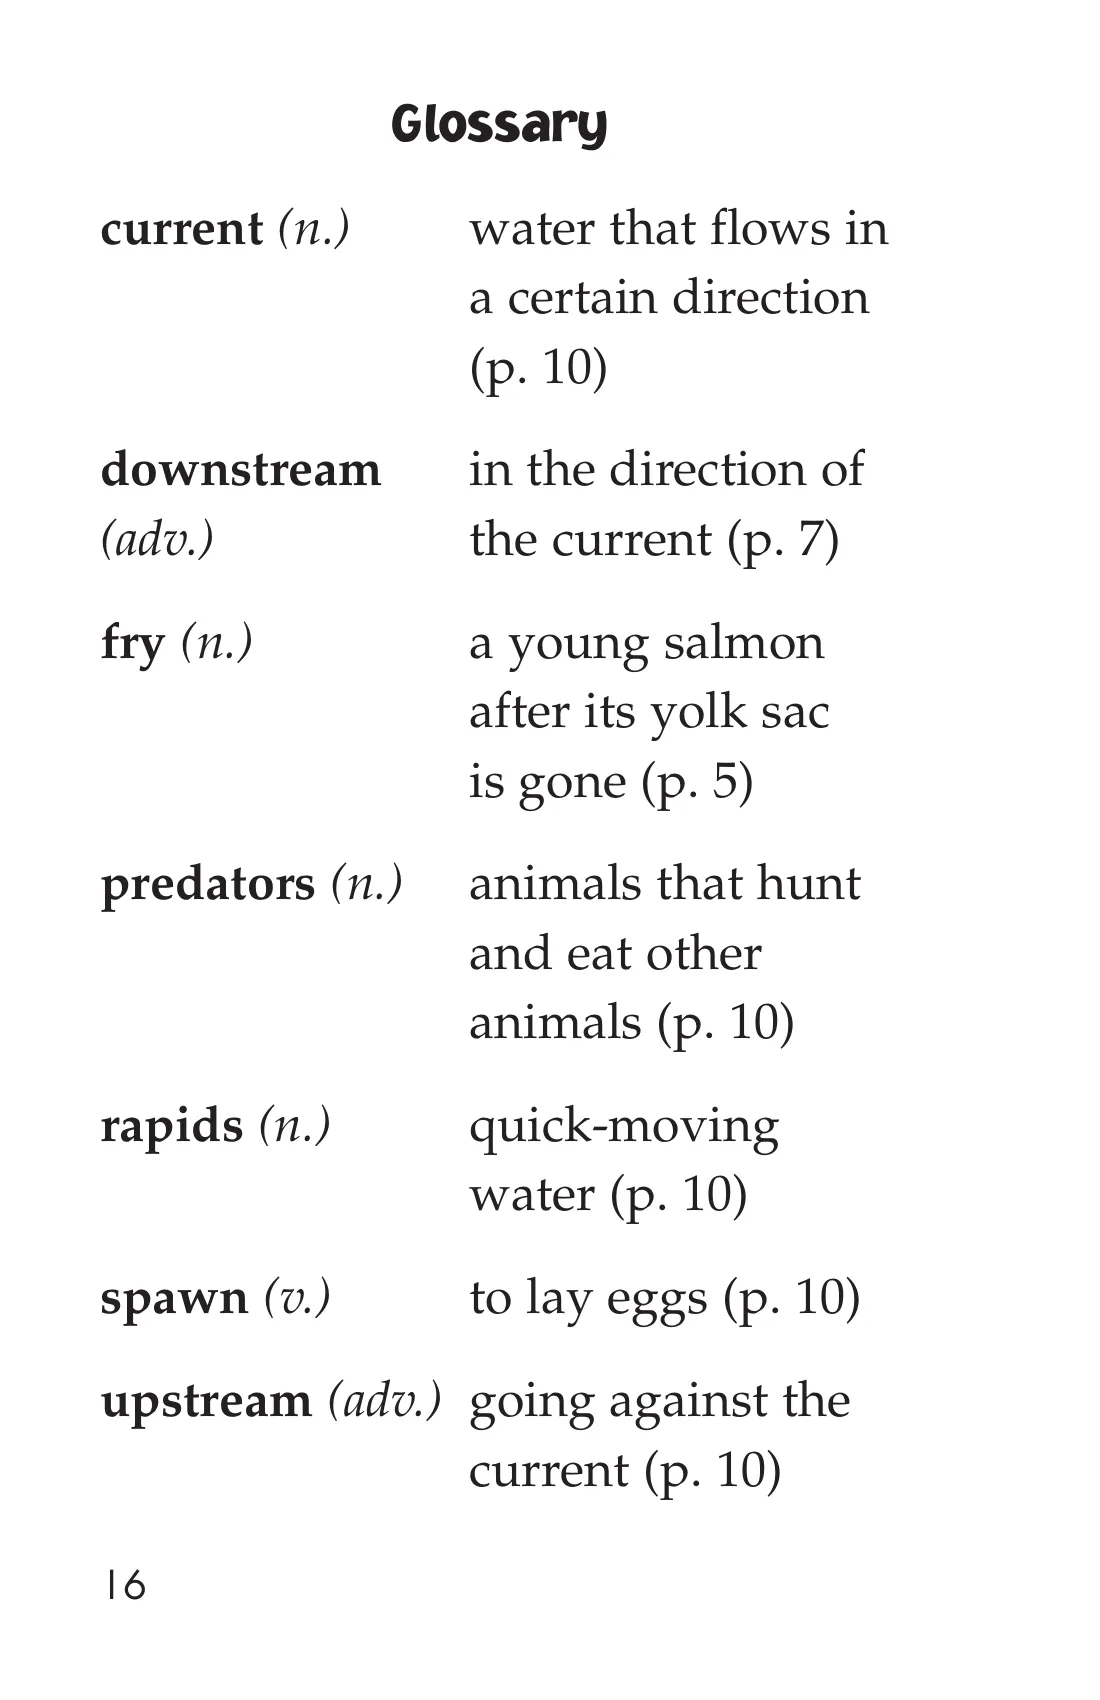 Glossary
current (n.) water that flows in
a certain direction
(p. 10)
downstream in the direction of
(adv.) the current (p. 7)
fry (n.) a young salmon
after its yolk sac
is gone (p. 5)
predators (n.) animals that hunt
and eat other
animals (p. 10)
rapids (n.) quick-moving
water (p. 10)
spawn (v.) to lay eggs (p. 10)
upstream (adv.) going against the
current (p. 10)
16